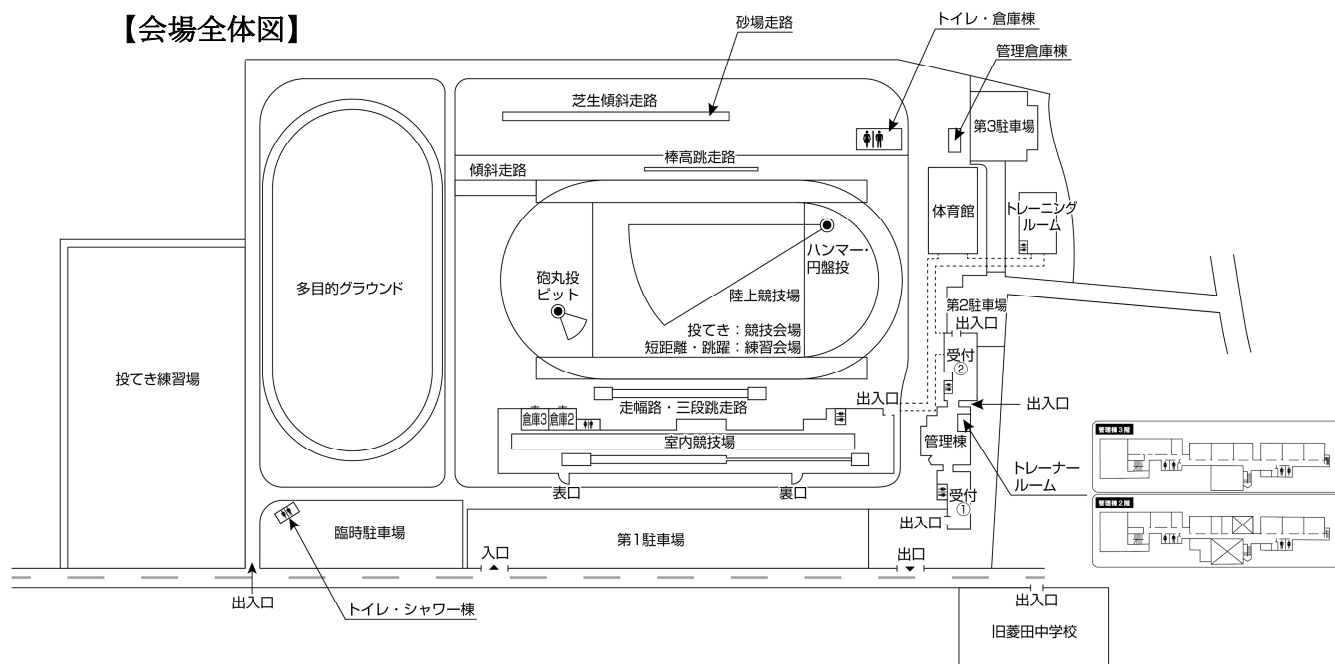 【会場全体図】
砂場走路
トイレ・倉庫棟
管理倉庫棟
芝生傾斜走路
第3駐車場
棒高跳走路
傾斜走路
体育館
トレーニング
ルーム
ハンマー・
円盤投
砲丸投
ピット
多目的グラウンド
陸上競技場
第2駐車場
出入口
投てき：競技会場
短距離・跳躍：練習会場
受付
②
投てき練習場
出入口
出入口
走幅路・三段跳走路
倉庫3
倉庫2
室内競技場
管理棟
管理棟3階
トレーナー
ルーム
表口
裏口
受付
①
管理棟2階
出入口
臨時駐車場
第1駐車場
入口
出口
出入口
トイレ・シャワー棟
出入口
旧菱田中学校